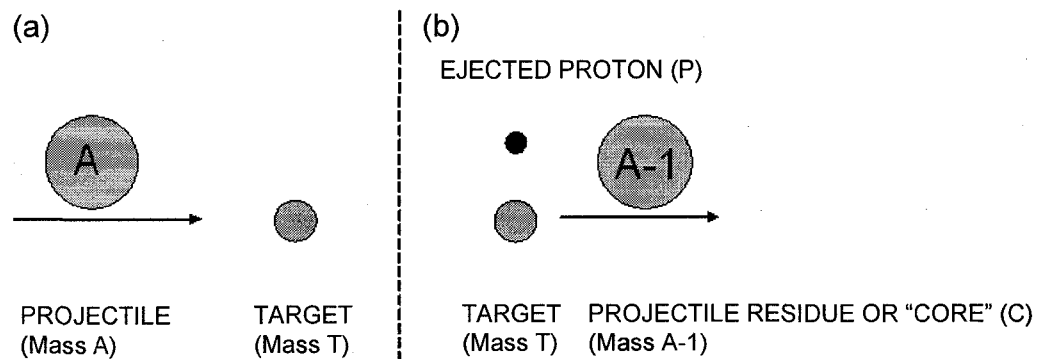 (a)
A
PROJECTILE
(Mass A)
TARGET
(Mass T)
(b)
EJECTED PROTON (P)
A-1
TARGET
(Mass T)
PROJECTILE RESIDUE OR "CORE" (C)
(Mass A-1)